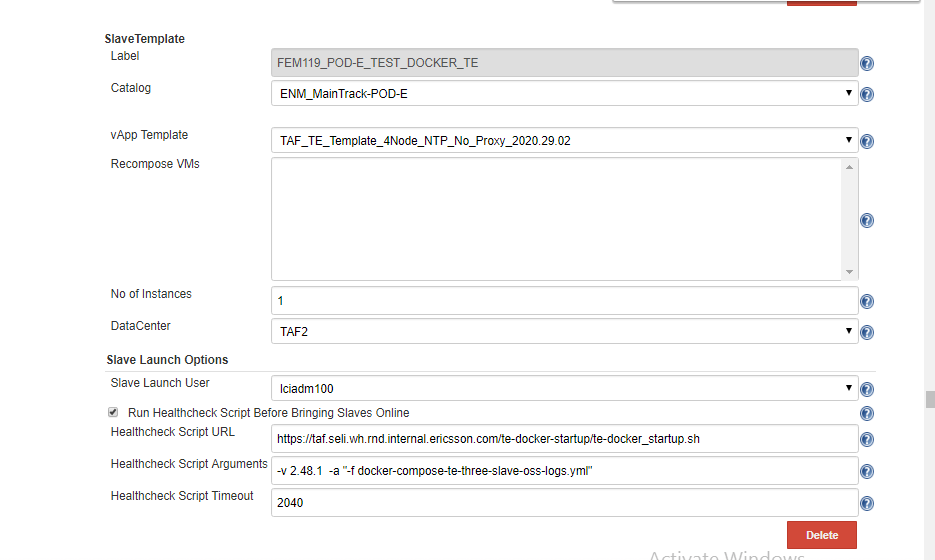 SlaveTemplate
Label FEM119_POD-E_TEST_DOCKER_TE
Catalog ENM_MainTrack-POD-E
vApp Template TAF_TE_Template_4Node_NTP_No_Proxy_2020.29.02
Recompose VMs
No of Instances 1
DataCenter TAF2
Slave Launch Options
Slave Launch User lciadm100
Run Healthcheck Script Before Bringing Slaves Online
Healthcheck Script URL https://taf.seli.wh.rnd.internal.ericsson.com/te-docker-startup/te-docker_startup.sh
Healthcheck Script Arguments -v 2.48.1 -a "-f docker-compose-te-three-slave-oss-logs.yml"
Healthcheck Script Timeout 2040
Delete
Activate Windows